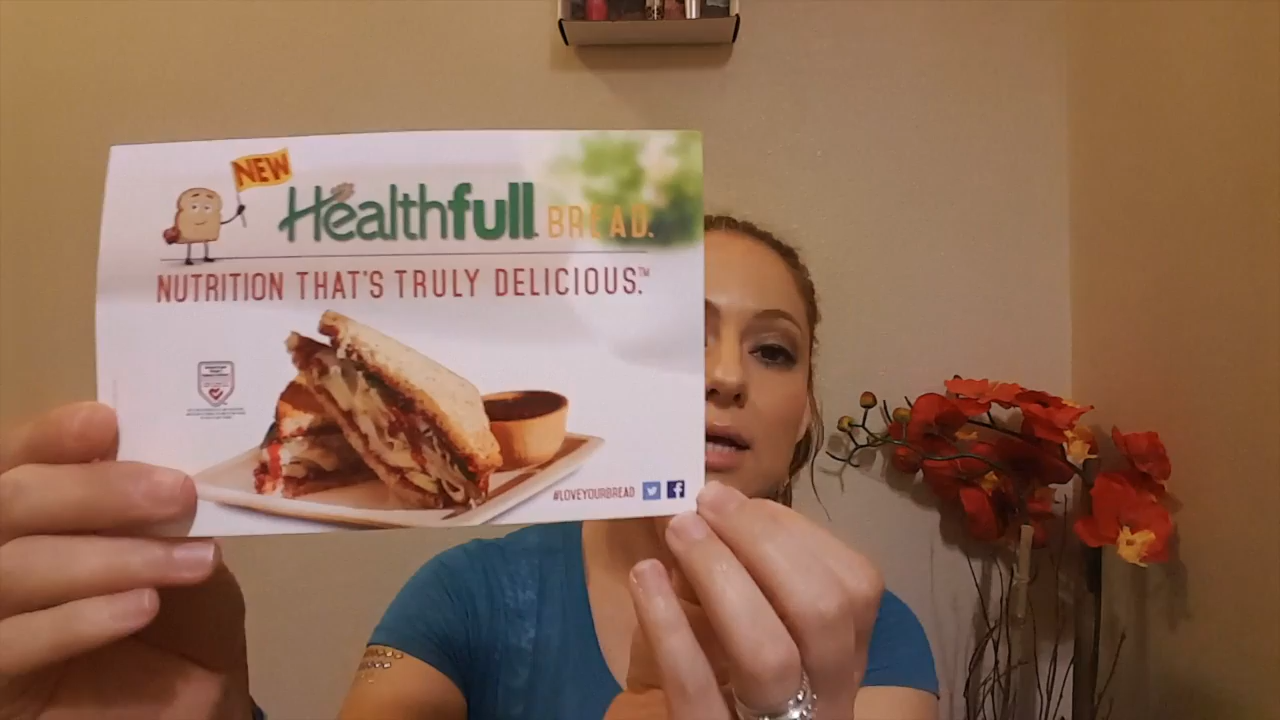 NEW
Healthfull BREAD.
NUTRITION THAT'S TRULY DELICIOUS.™
#LOVEYOURBREAD